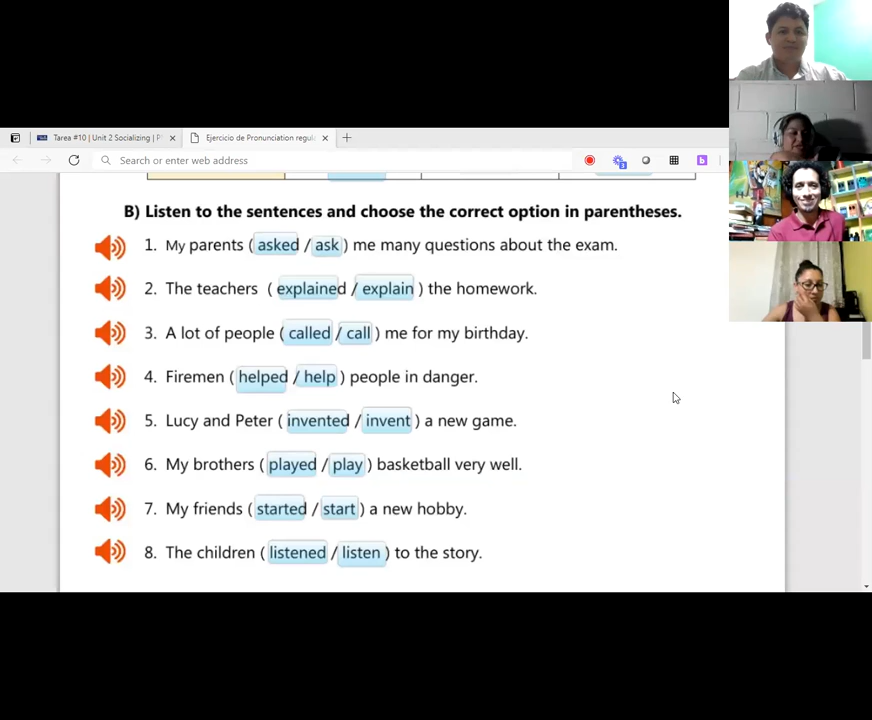 Tarea #10 | Unit 2 Socializing | P
Ejercicio de Pronunciation regul
Search or enter web address
B) Listen to the sentences and choose the correct option in parentheses.
1. My parents ( asked / ask ) me many questions about the exam.
2. The teachers ( explained / explain ) the homework.
3. A lot of people ( called / call ) me for my birthday.
4. Firemen ( helped / help ) people in danger.
5. Lucy and Peter ( invented / invent ) a new game.
6. My brothers ( played / play ) basketball very well.
7. My friends ( started / start ) a new hobby.
8. The children ( listened / listen ) to the story.